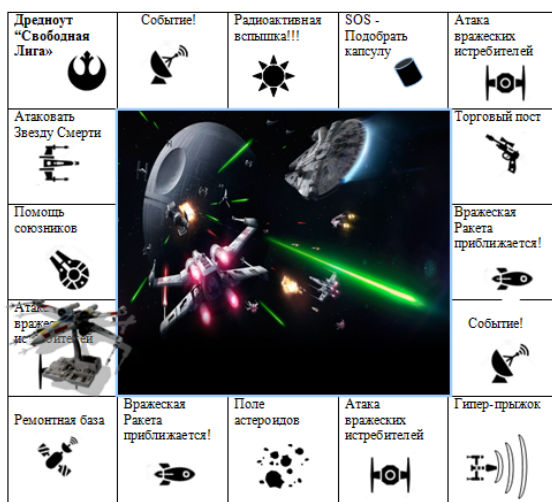 Дредноут
“Свободная
Лига»
Событие!
Радиоактивная
вспышка!!!
SOS -
Подобрать
капсулу
Атака
вражеских
истребителей
Атаковать
Звезду Смерти
Торговый пост
Помощь
союзников
Вражеская
Ракета
приближается!
Событие!
Ремонтная база
Вражеская
Ракета
приближается!
Поле
астероидов
Атака
вражеских
истребителей
Гипер-прыжок